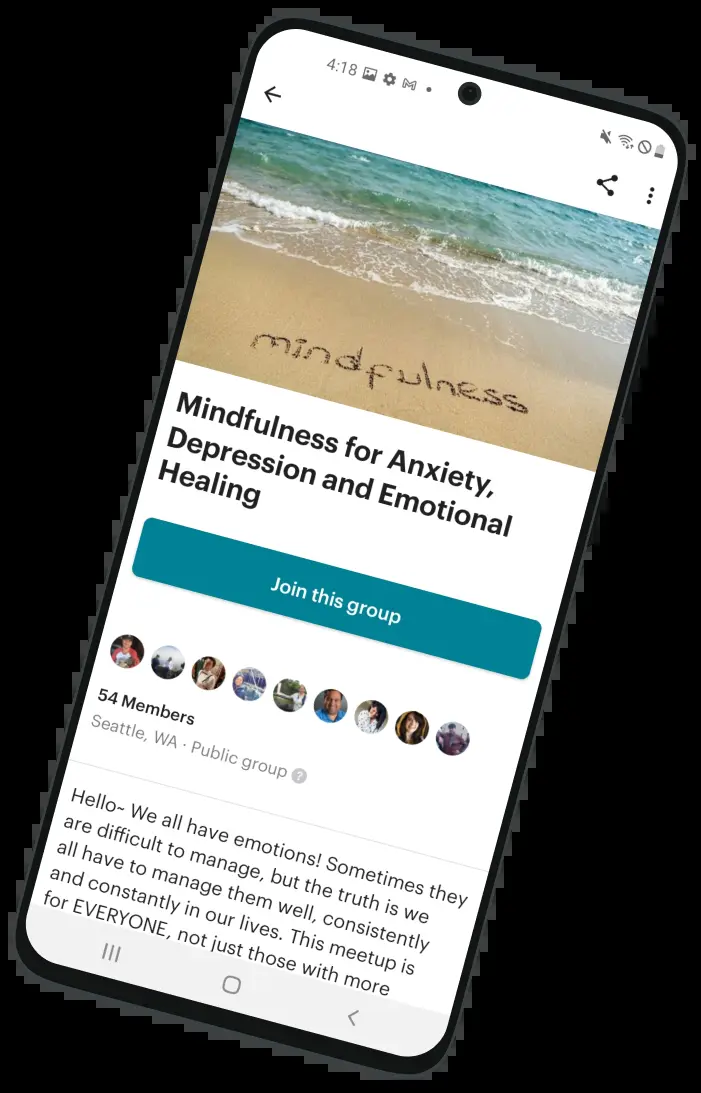 4:18
mindfulness
Mindfulness for Anxiety,
Depression and Emotional
Healing
Join this group
54 Members
Seattle, WA · Public group ?
Hello~ We all have emotions! Sometimes they
are difficult to manage, but the truth is we
all have to manage them well, consistently
and constantly in our lives. This meetup is
for EVERYONE, not just those with more